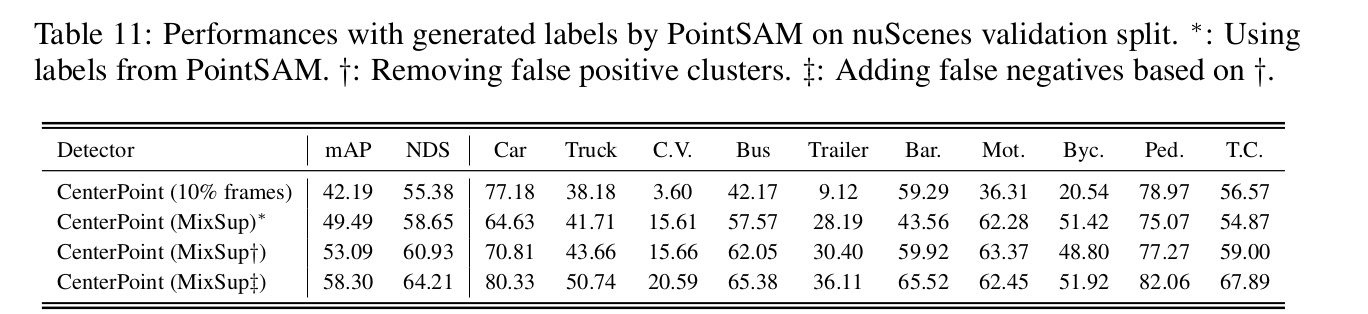 Table 11: Performances with generated labels by PointSAM on nuScenes validation split. *: Using
labels from PointSAM. †: Removing false positive clusters. ‡: Adding false negatives based on †.
Detector mAP NDS Car Truck C.V. Bus Trailer Bar. Mot. Byc. Ped. T.C.
CenterPoint (10% frames) 42.19 55.38 77.18 38.18 3.60 42.17 9.12 59.29 36.31 20.54 78.97 56.57
CenterPoint (MixSup)* 49.49 58.65 64.63 41.71 15.61 57.57 28.19 43.56 62.28 51.42 75.07 54.87
CenterPoint (MixSup†) 53.09 60.93 70.81 43.66 15.66 62.05 30.40 59.92 63.37 48.80 77.27 59.00
CenterPoint (MixSup‡) 58.30 64.21 80.33 50.74 20.59 65.38 36.11 65.52 62.45 51.92 82.06 67.89